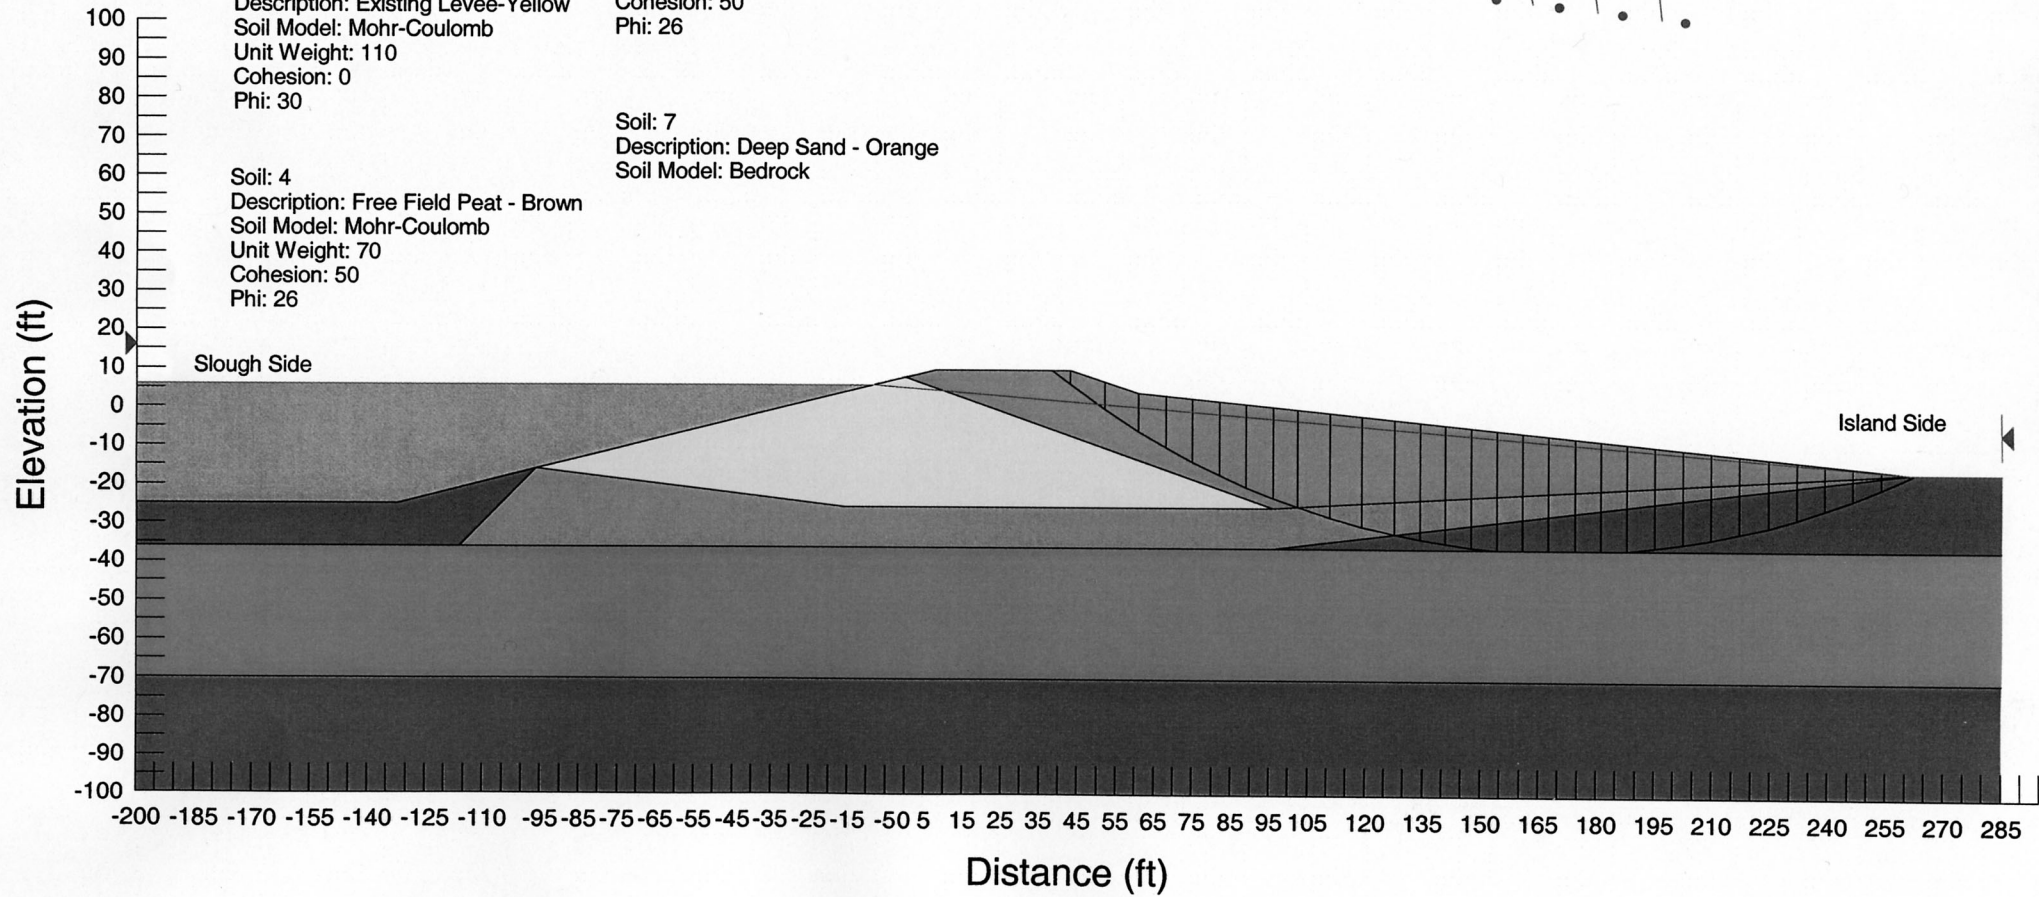 Description: Existing Levee-Yellow
Soil Model: Mohr-Coulomb
Unit Weight: 110
Cohesion: 0
Phi: 30
Cohesion: 50
Phi: 26
Soil: 7
Description: Deep Sand - Orange
Soil Model: Bedrock
Soil: 4
Description: Free Field Peat - Brown
Soil Model: Mohr-Coulomb
Unit Weight: 70
Cohesion: 50
Phi: 26
Slough Side
Island Side
Elevation (ft)
100
90
80
70
60
50
40
30
20
10
0
-10
-20
-30
-40
-50
-60
-70
-80
-90
-100
-200 -185 -170 -155 -140 -125 -110 -95 -85 -75 -65 -55 -45 -35 -25 -15 -50 5 15 25 35 45 55 65 75 85 95 105 120 135 150 165 180 195 210 225 240 255 270 285
Distance (ft)